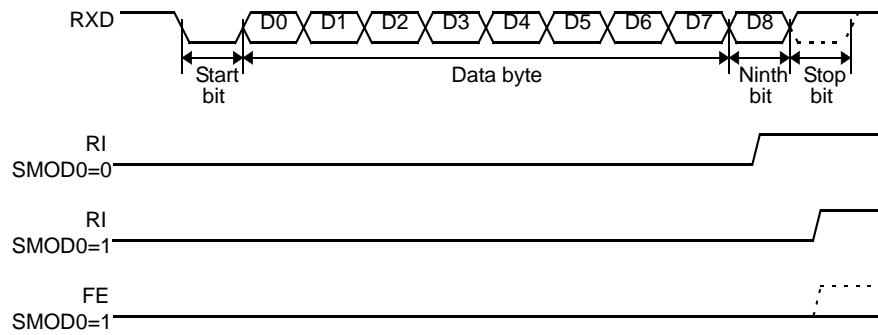 RXD
D0 D1 D2 D3 D4 D5 D6 D7 D8
Start bit
Data byte
Ninth bit
Stop bit
RI
SMOD0=0
RI
SMOD0=1
FE
SMOD0=1